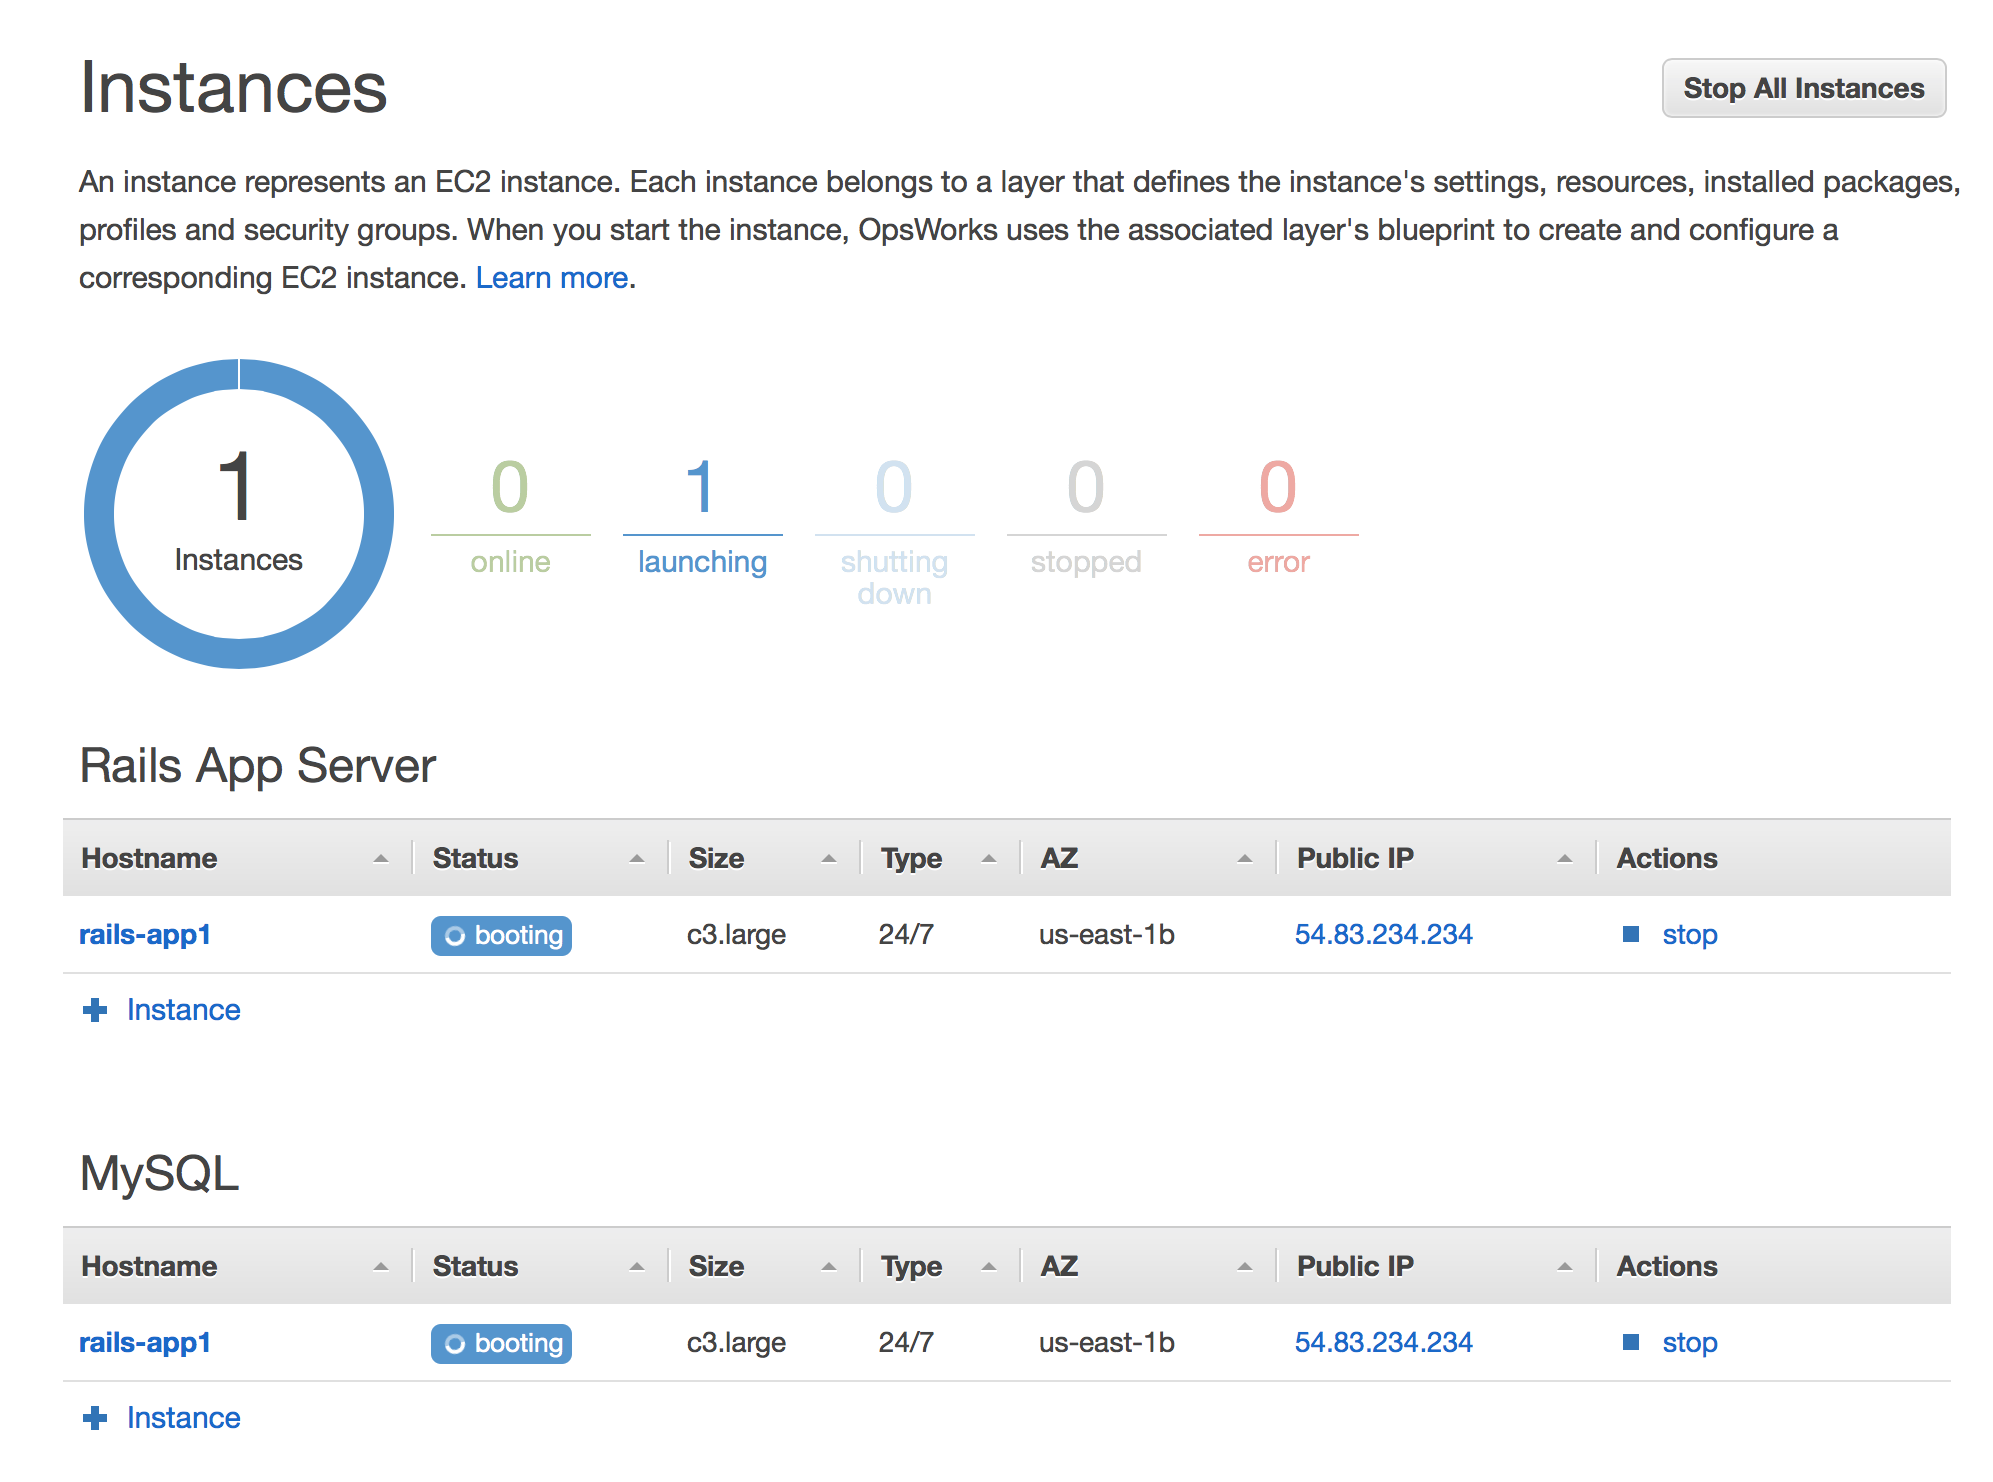 Instances
Stop All Instances
An instance represents an EC2 instance. Each instance belongs to a layer that defines the instance's settings, resources, installed packages,
profiles and security groups. When you start the instance, OpsWorks uses the associated layer's blueprint to create and configure a
corresponding EC2 instance. Learn more.
1
Instances
0
online
1
launching
0
shutting
down
0
stopped
0
error
Rails App Server
Hostname Status Size Type AZ Public IP Actions
rails-app1 booting c3.large 24/7 us-east-1b 54.83.234.234 stop
Instance
MySQL
Hostname Status Size Type AZ Public IP Actions
rails-app1 booting c3.large 24/7 us-east-1b 54.83.234.234 stop
Instance